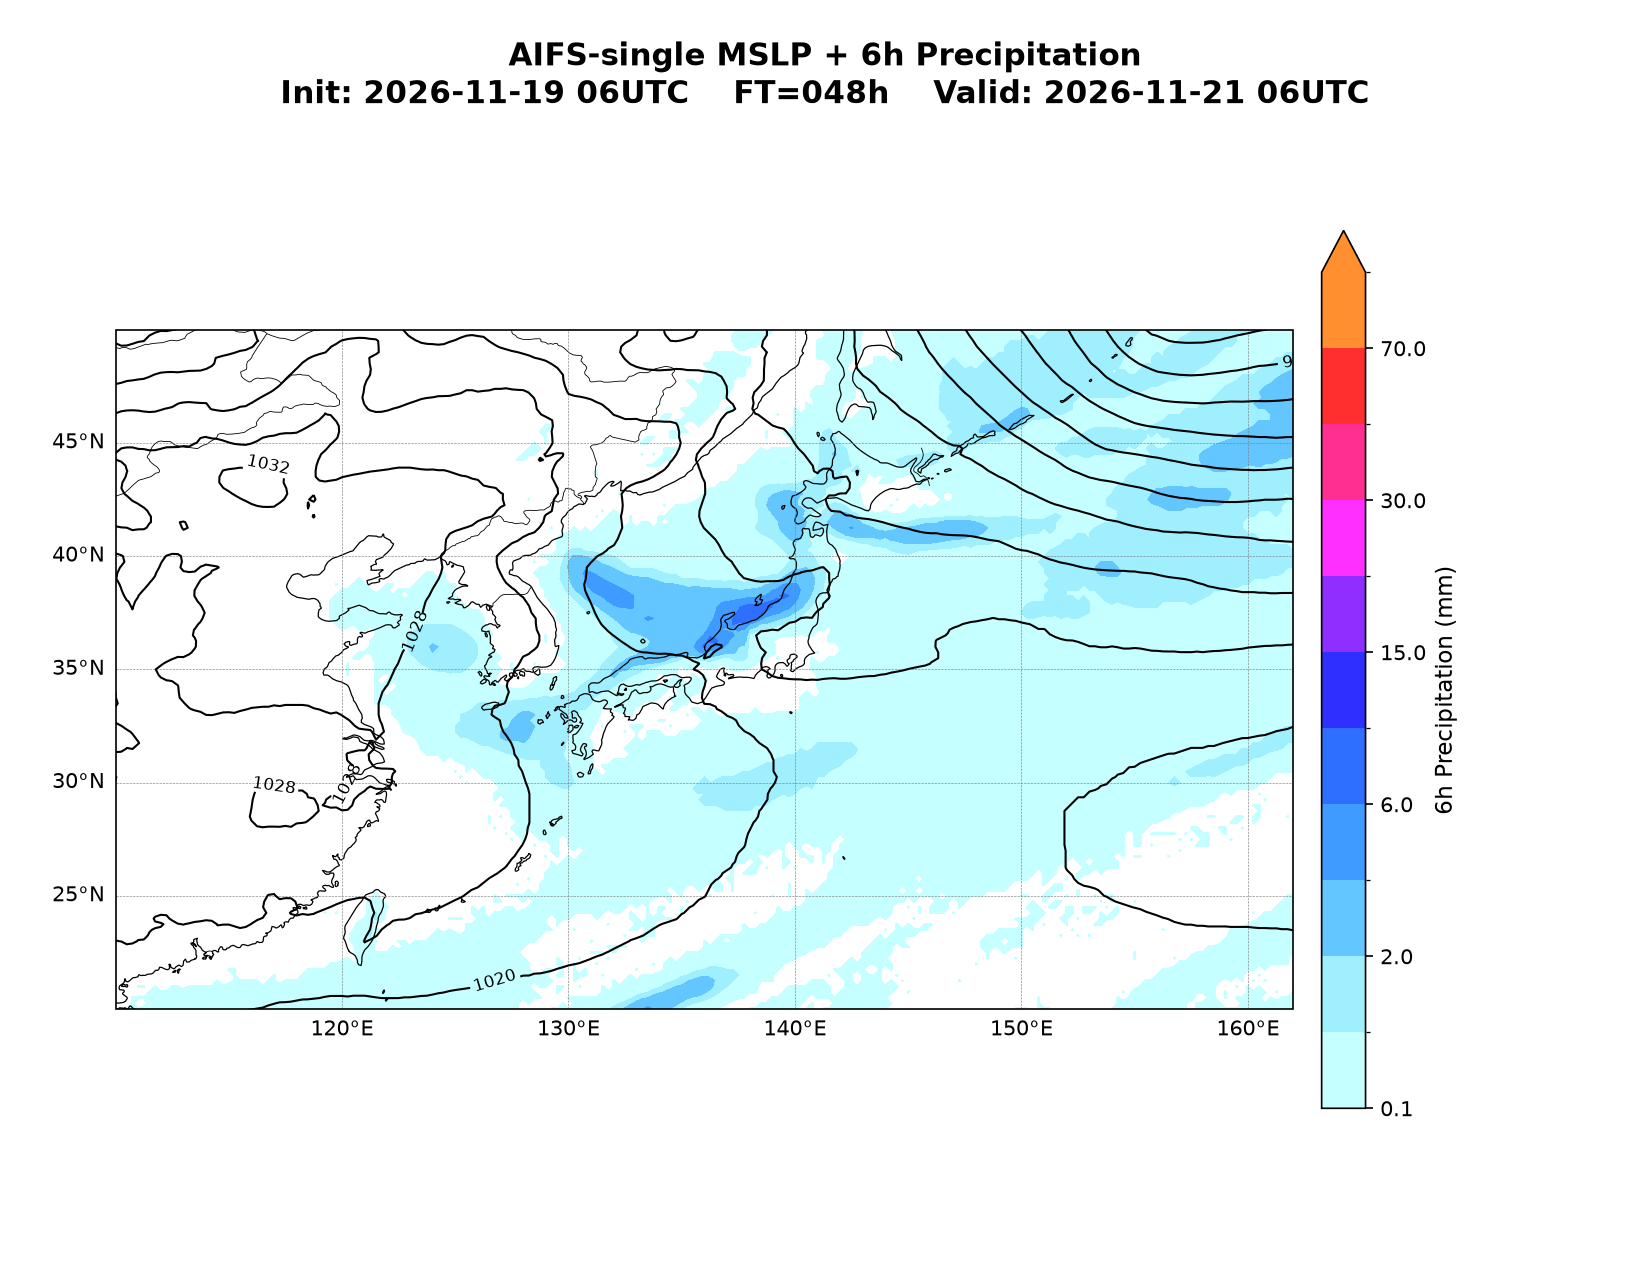 AIFS-single MSLP + 6h Precipitation
Init: 2026-11-19 06UTC    FT=048h    Valid: 2026-11-21 06UTC
45°N
40°N
35°N
30°N
25°N
120°E
130°E
140°E
150°E
160°E
1032
1028
1028
1028
1020
9
70.0
30.0
15.0
6.0
2.0
0.1
6h Precipitation (mm)